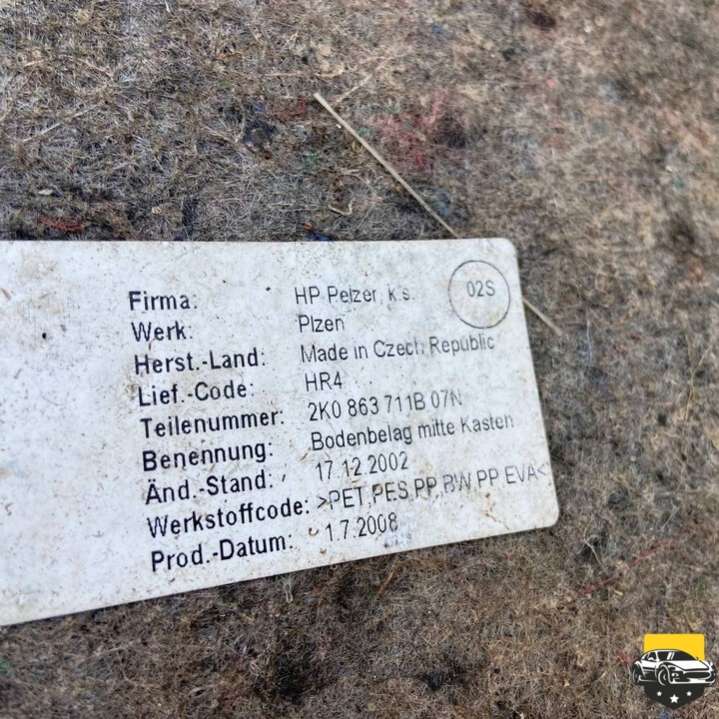 Firma: HP Pelzer, k.s. 02S
Werk: Plzen
Herst.-Land: Made in Czech Republic
Lief.-Code: HR4
Teilenummer: 2K0 863 711B 07N
Benennung: Bodenbelag mitte Kasten
Änd.-Stand: 17.12.2002
Werkstoffcode: >PET,PES,PP,BW,PP EVA<
Prod.-Datum: 1.7.2008